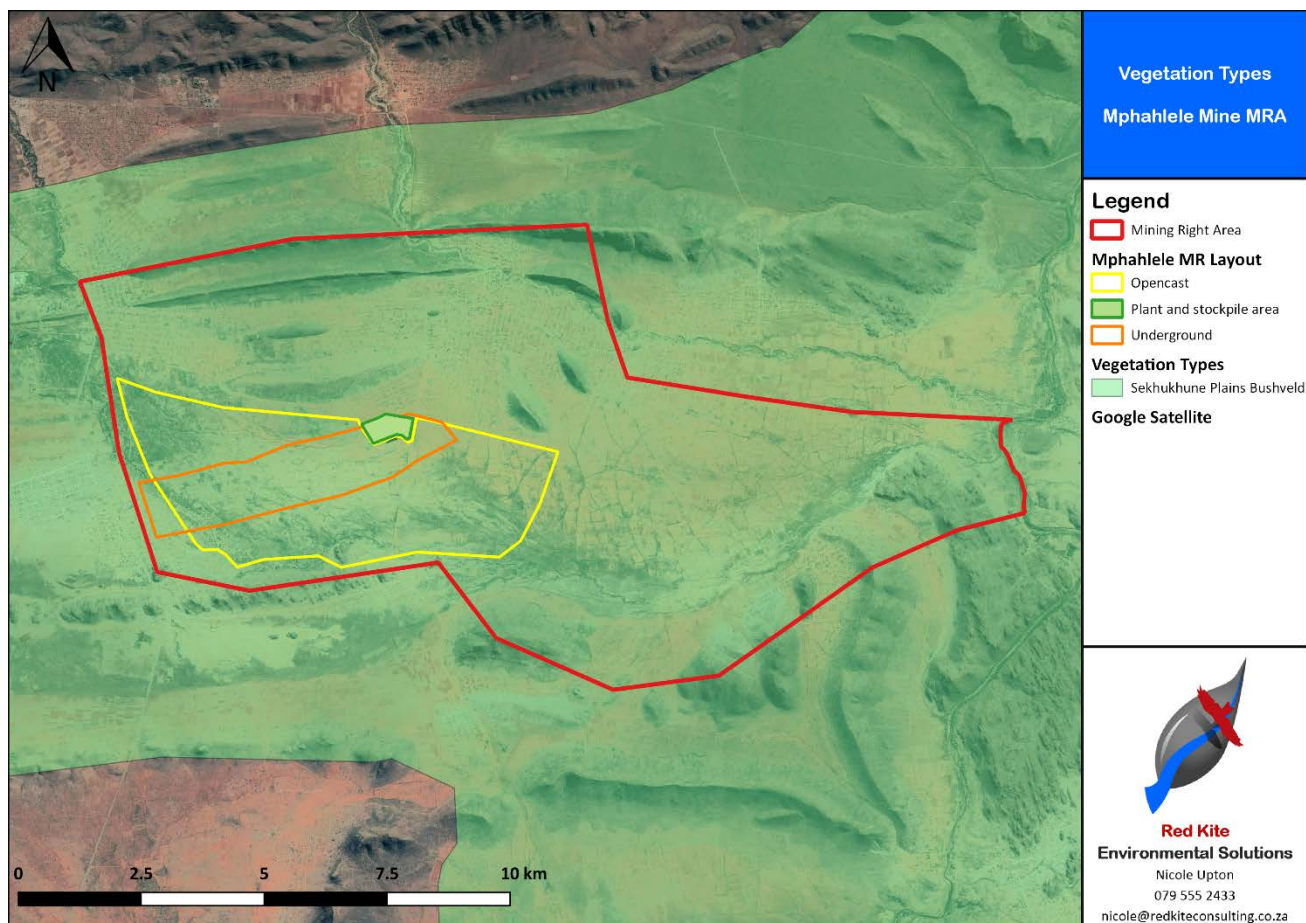 N
0 2.5 5 7.5 10 km
Vegetation Types
Mphahlele Mine MRA
Legend
Mining Right Area
Mphahlele MR Layout
Opencast
Plant and stockpile area
Underground
Vegetation Types
Sekhukhune Plains Bushveld
Google Satellite
Red Kite
Environmental Solutions
Nicole Upton
079 555 2433
nicole@redkiteconsulting.co.za